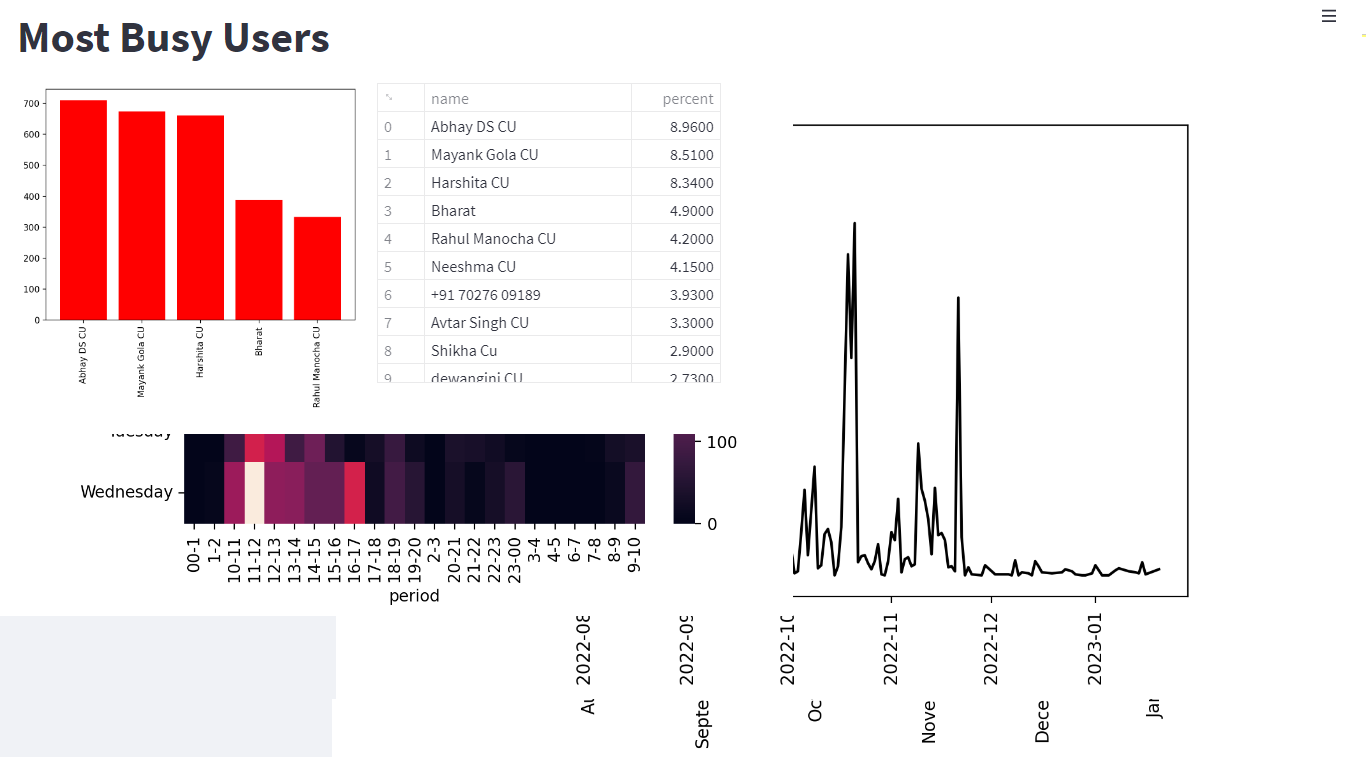 Most Busy Users
700
600
500
400
300
200
100
0
Abhay DS CU
Mayank Gola CU
Harshita CU
Bharat
Rahul Manocha CU
name percent
0 Abhay DS CU 8.9600
1 Mayank Gola CU 8.5100
2 Harshita CU 8.3400
3 Bharat 4.9000
4 Rahul Manocha CU 4.2000
5 Neeshma CU 4.1500
6 +91 70276 09189 3.9300
7 Avtar Singh CU 3.3000
8 Shikha Cu 2.9000
9 dewangini CU 2.7300
Tuesday
Wednesday
100
0
00-1
1-2
10-11
11-12
12-13
13-14
14-15
15-16
16-17
17-18
18-19
19-20
2-3
20-21
21-22
22-23
23-00
3-4
4-5
6-7
7-8
8-9
9-10
period
2022-08
2022-09
2022-10
2022-11
2022-12
2023-01
Au
Septe
Oc
Nove
Dece
Jan